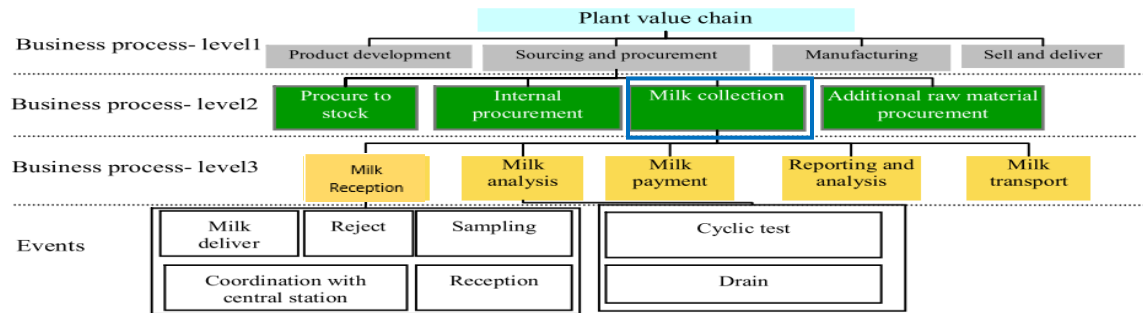 Plant value chain
Business process- level1
Product development
Sourcing and procurement
Manufacturing
Sell and deliver
Business process- level2
Procure to
stock
Internal
procurement
Milk collection
Additional raw material
procurement
Business process- level3
Milk
Reception
Milk
analysis
Milk
payment
Reporting and
analysis
Milk
transport
Events
Milk
deliver
Reject
Sampling
Cyclic test
Coordination with
central station
Reception
Drain